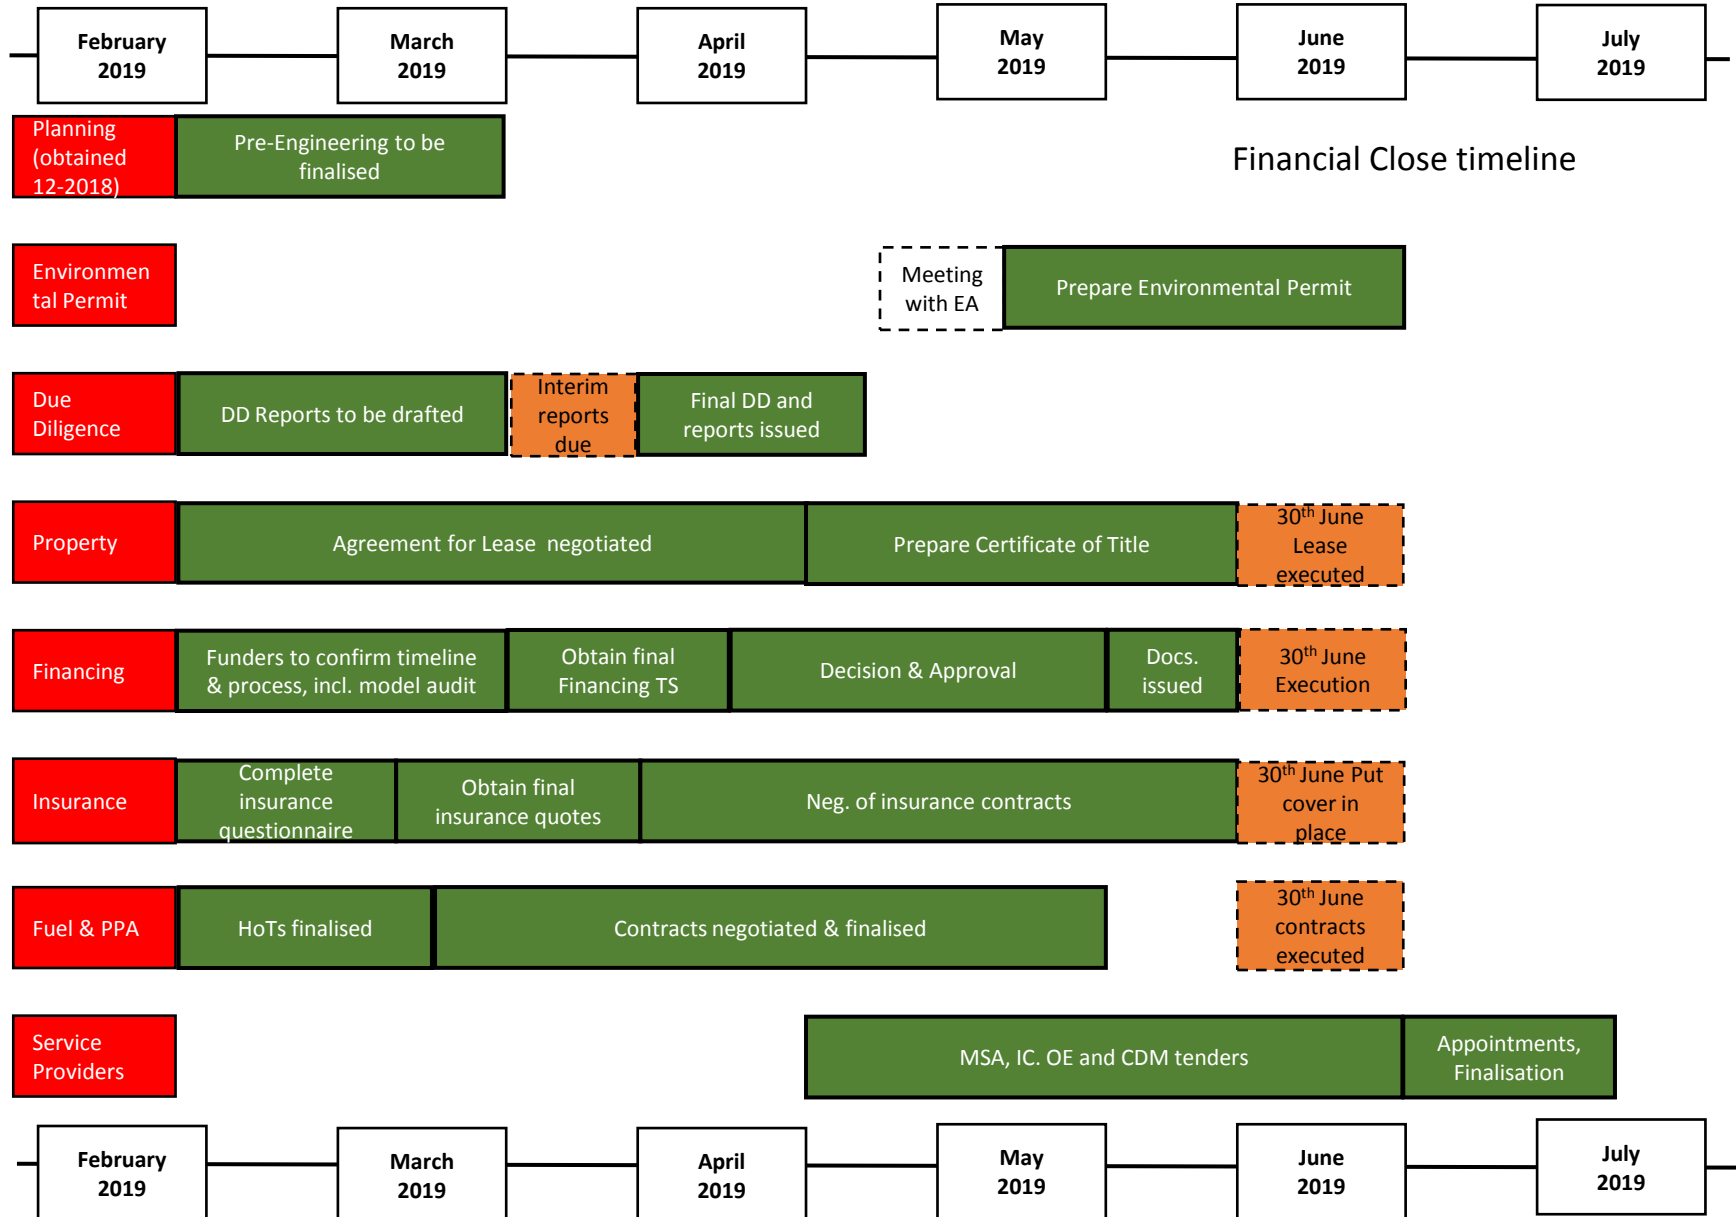 February
2019
March
2019
April
2019
May
2019
June
2019
July
2019
Planning
(obtained
12-2018)
Pre-Engineering to be
finalised
Financial Close timeline
Environmen
tal Permit
Meeting
with EA
Prepare Environmental Permit
Due
Diligence
DD Reports to be drafted
Interim
reports
due
Final DD and
reports issued
Property
Agreement for Lease negotiated
Prepare Certificate of Title
30th June
Lease
executed
Financing
Funders to confirm timeline
& process, incl. model audit
Obtain final
Financing TS
Decision & Approval
Docs.
issued
30th June
Execution
Insurance
Complete
insurance
questionnaire
Obtain final
insurance quotes
Neg. of insurance contracts
30th June Put
cover in
place
Fuel & PPA
HoTs finalised
Contracts negotiated & finalised
30th June
contracts
executed
Service
Providers
MSA, IC. OE and CDM tenders
Appointments,
Finalisation
February
2019
March
2019
April
2019
May
2019
June
2019
July
2019